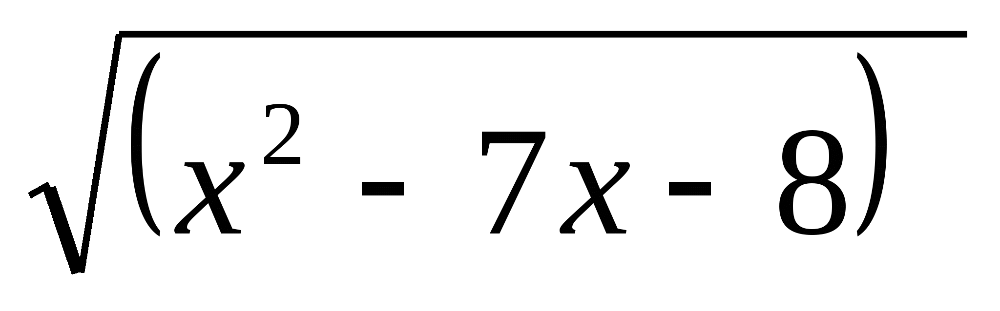 √(x² - 7x - 8)